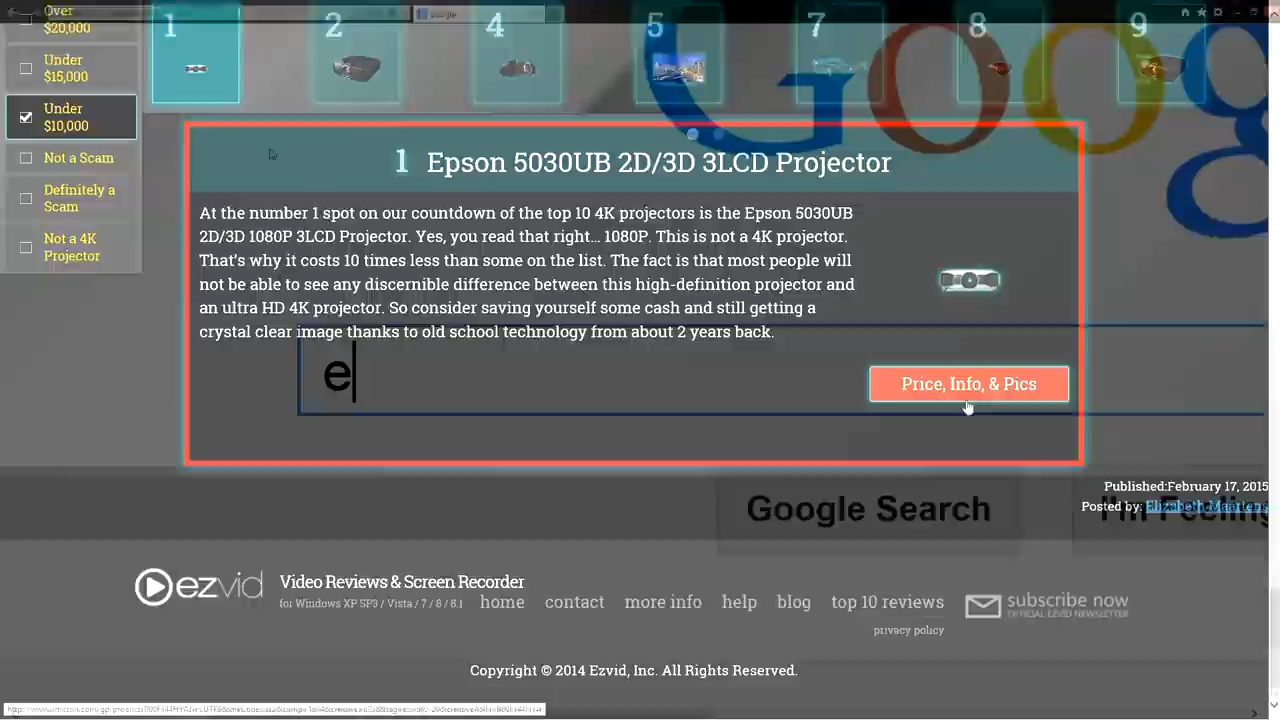 Over
$20,000
Under
$15,000
Under
$10,000
Not a Scam
Definitely a
Scam
Not a 4K
Projector
1
2
4
5
7
8
9
Google
1 Epson 5030UB 2D/3D 3LCD Projector
At the number 1 spot on our countdown of the top 10 4K projectors is the Epson 5030UB
2D/3D 1080P 3LCD Projector. Yes, you read that right... 1080P. This is not a 4K projector.
That's why it costs 10 times less than some on the list. The fact is that most people will
not be able to see any discernible difference between this high-definition projector and
an ultra HD 4K projector. So consider saving yourself some cash and still getting a
crystal clear image thanks to old school technology from about 2 years back.
e
Price, Info, & Pics
Published:February 17, 2015
Posted by: Elizabeth Maartens
Google Search
I'm Feeling
ezvid
Video Reviews & Screen Recorder
for Windows XP SP3 / Vista / 7 / 8 / 8.1
home contact more info help blog top 10 reviews
subscribe now
OFFICIAL EZVID NEWSLETTER
privacy policy
Copyright © 2014 Ezvid, Inc. All Rights Reserved.